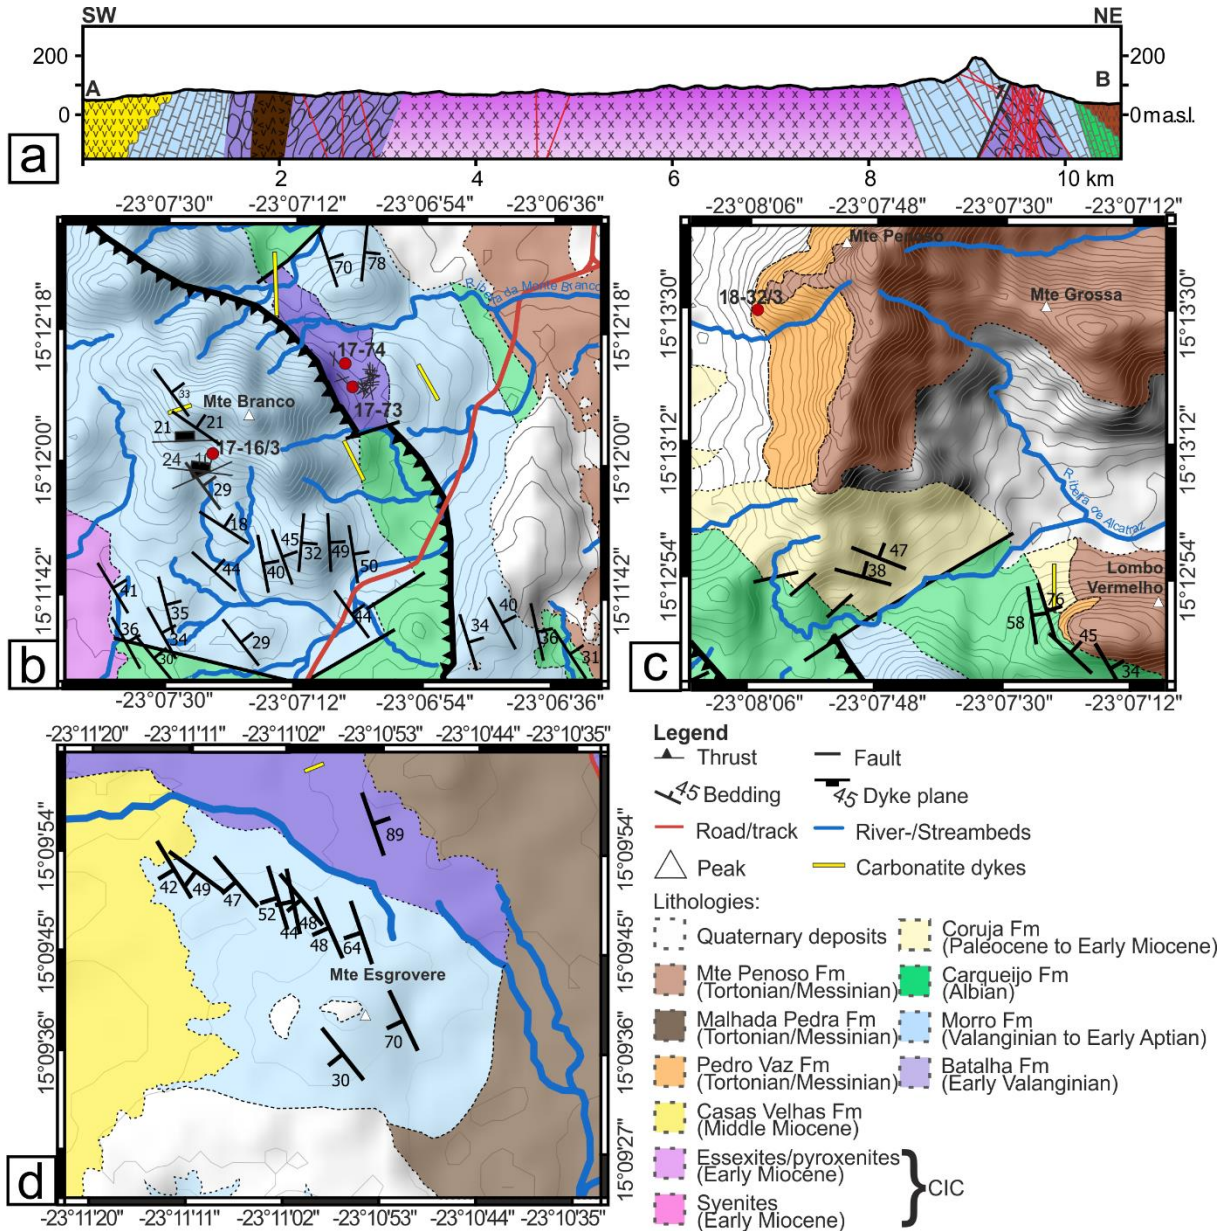 SW
NE
200
200
A
B
0
0 m a.s.l.
a
2
4
6
8
10 km
-23°07'30"
-23°07'12"
-23°06'54"
-23°06'36"
15°12'18"
15°12'00"
15°11'42"
70
78
Ribeira da Monte Branco
17-74
33
Mte Branco
17-73
21
21
17-16/3
24
29
18
45
32
49
50
40
44
41
35
36
34
30
29
44
34
40
36
31
b
15°12'18"
15°12'00"
15°11'42"
-23°07'30"
-23°07'12"
-23°06'54"
-23°06'36"
-23°08'06"
-23°07'48"
-23°07'30"
-23°07'12"
15°13'30"
15°13'12"
15°12'54"
Mte Penoso
18-32/3
Mte Grossa
Ribeira de Alcatraz
47
38
Lombo
Vermelho
76
58
45
34
c
-23°08'06"
-23°07'48"
-23°07'30"
-23°07'12"
-23°11'20"
-23°11'11"
-23°11'02"
-23°10'53"
-23°10'44"
-23°10'35"
15°09'54"
15°09'45"
15°09'36"
89
42
49
47
52
44
48
48
64
Mte Esgrovere
70
30
d
15°09'54"
15°09'45"
15°09'36"
15°09'27"
-23°11'20"
-23°11'11"
-23°11'02"
-23°10'53"
-23°10'44"
-23°10'35"
Legend
Thrust
Fault
45 Bedding
45 Dyke plane
Road/track
River-/Streambeds
Peak
Carbonatite dykes
Lithologies:
Quaternary deposits
Mte Penoso Fm
(Tortonian/Messinian)
Malhada Pedra Fm
(Tortonian/Messinian)
Pedro Vaz Fm
(Tortonian/Messinian)
Casas Velhas Fm
(Middle Miocene)
Essexites/pyroxenites
(Early Miocene)
Syenites
(Early Miocene)
CIC
Coruja Fm
(Paleocene to Early Miocene)
Carqueijo Fm
(Albian)
Morro Fm
(Valanginian to Early Aptian)
Batalha Fm
(Early Valanginian)